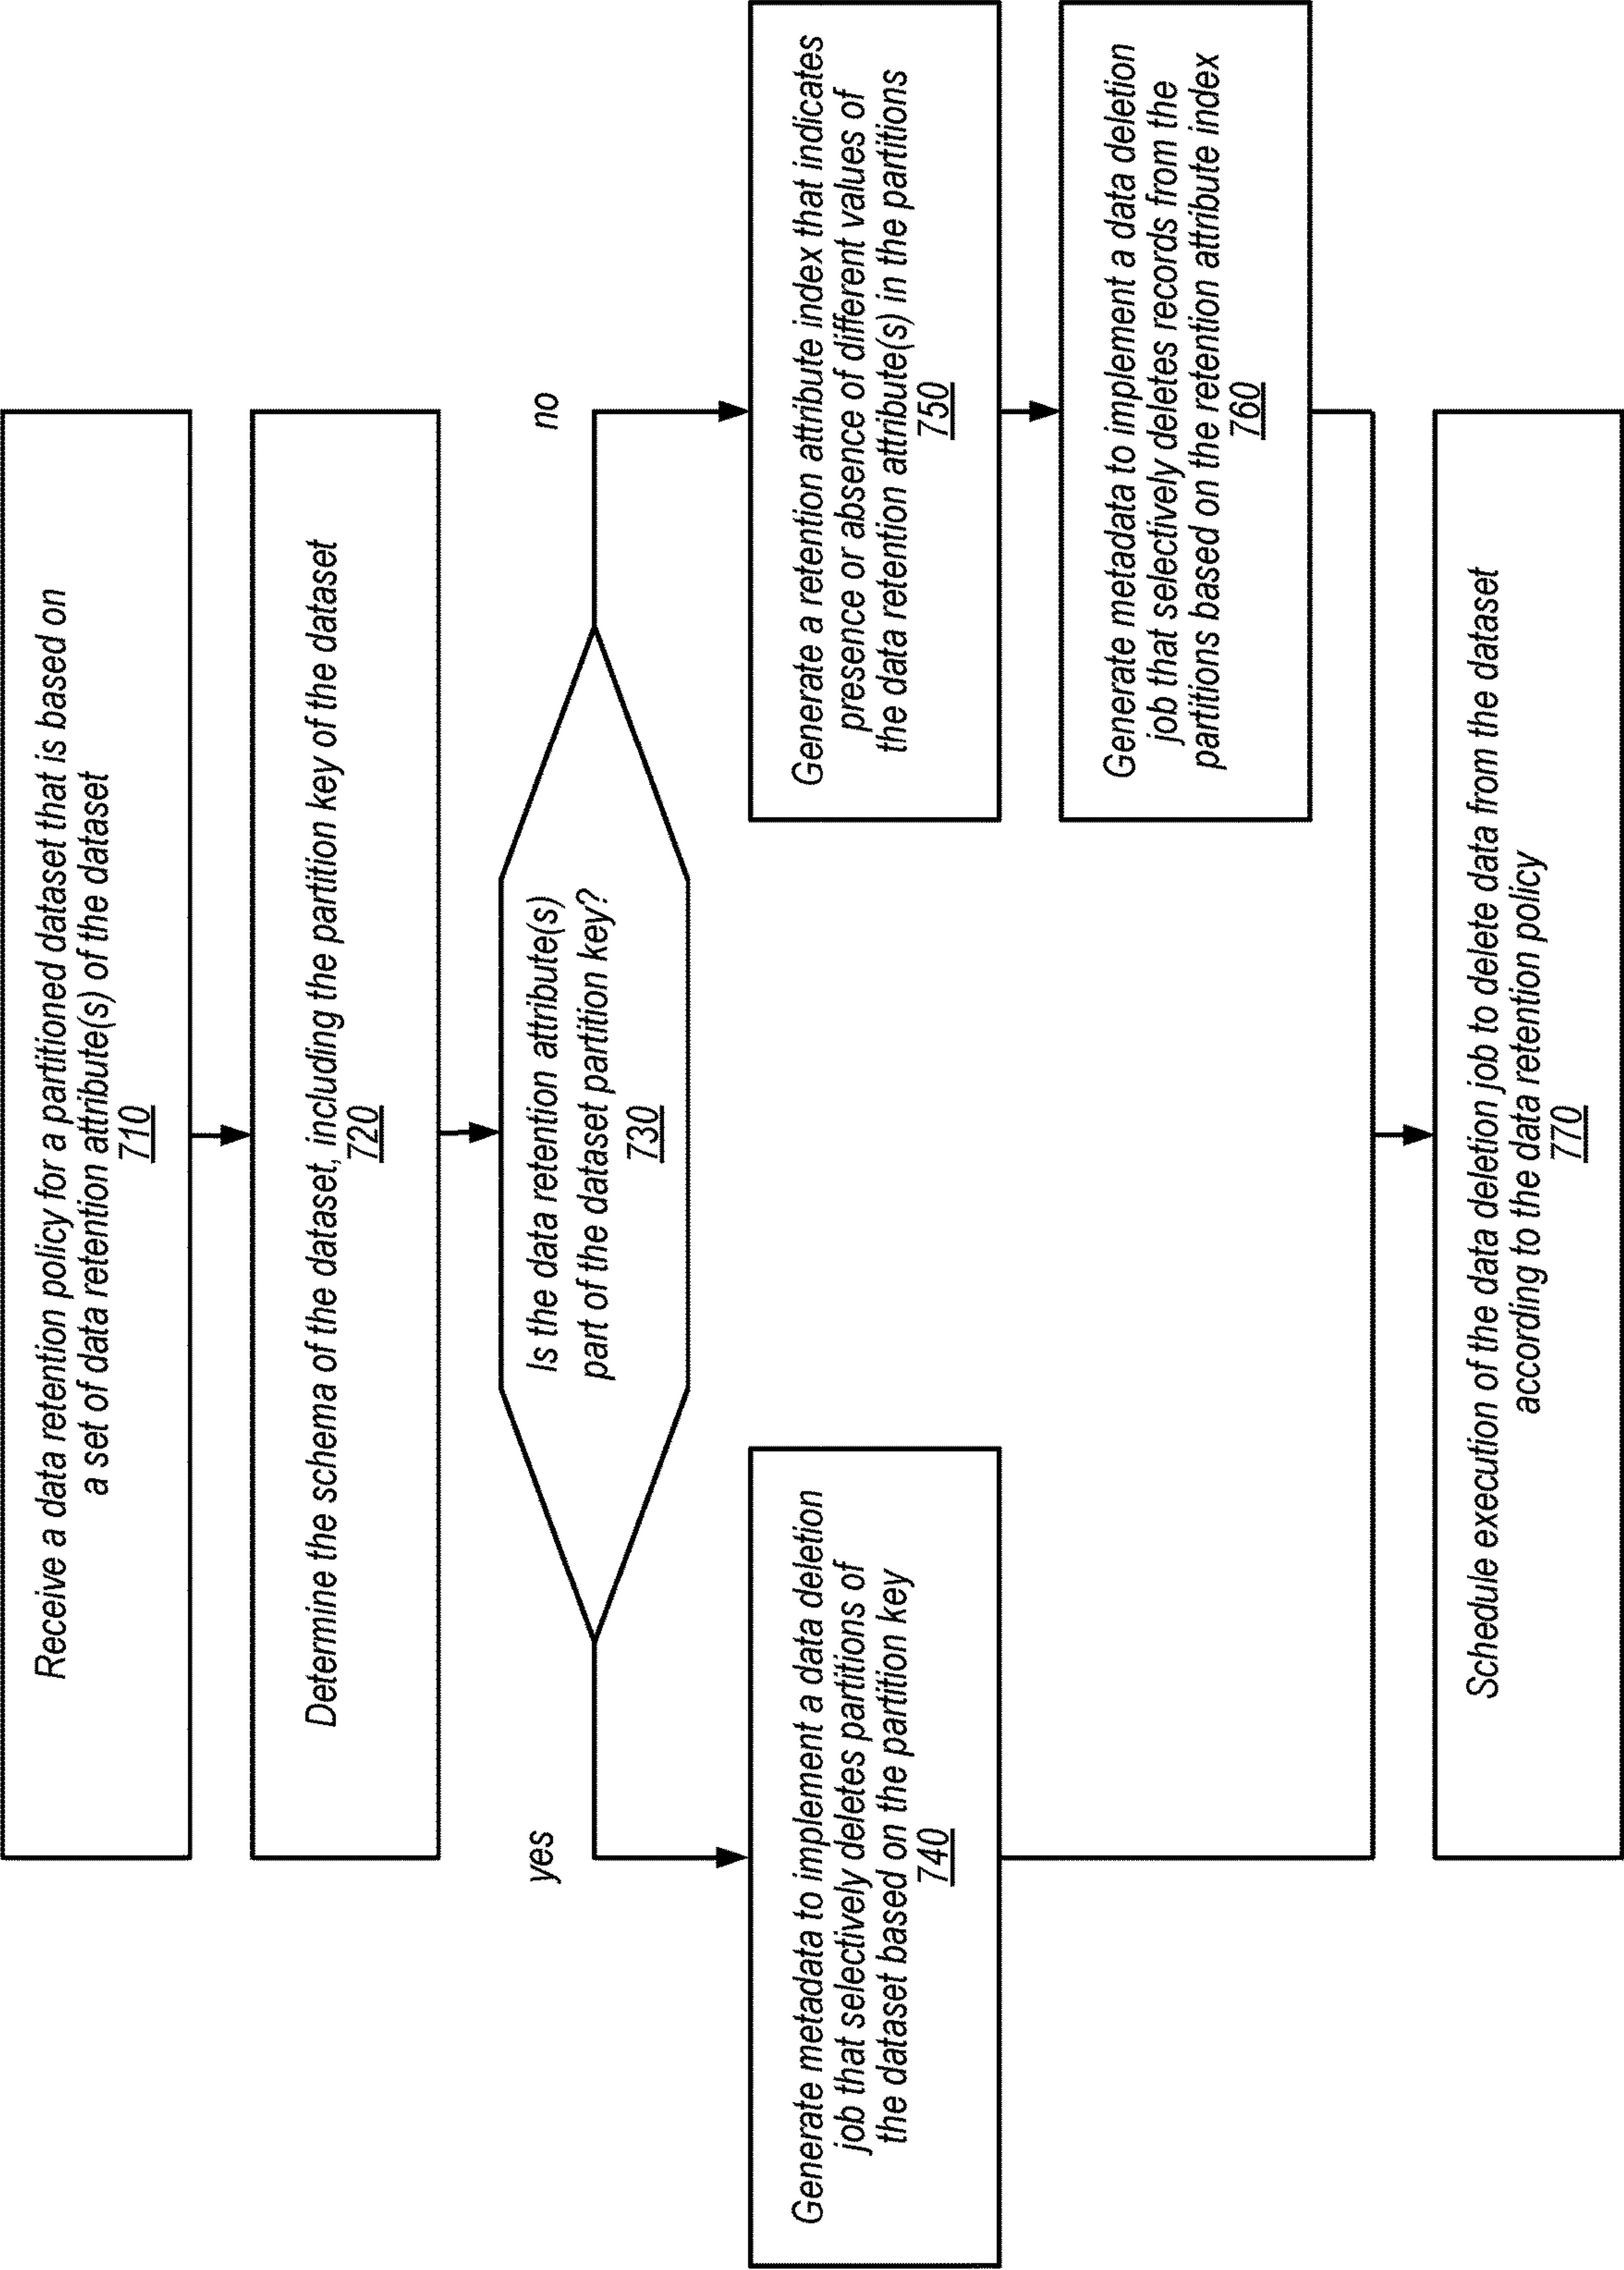 Receive a data retention policy for a partitioned dataset that is based on
a set of data retention attribute(s) of the dataset
710
Determine the schema of the dataset, including the partition key of the dataset
720
Is the data retention attribute(s)
part of the dataset partition key?
730
yes
no
Generate metadata to implement a data deletion
job that selectively deletes partitions of
the dataset based on the partition key
740
Generate a retention attribute index that indicates
presence or absence of different values of
the data retention attribute(s) in the partitions
750
Generate metadata to implement a data deletion
job that selectively deletes records from the
partitions based on the retention attribute index
760
Schedule execution of the data deletion job to delete data from the dataset
according to the data retention policy
770